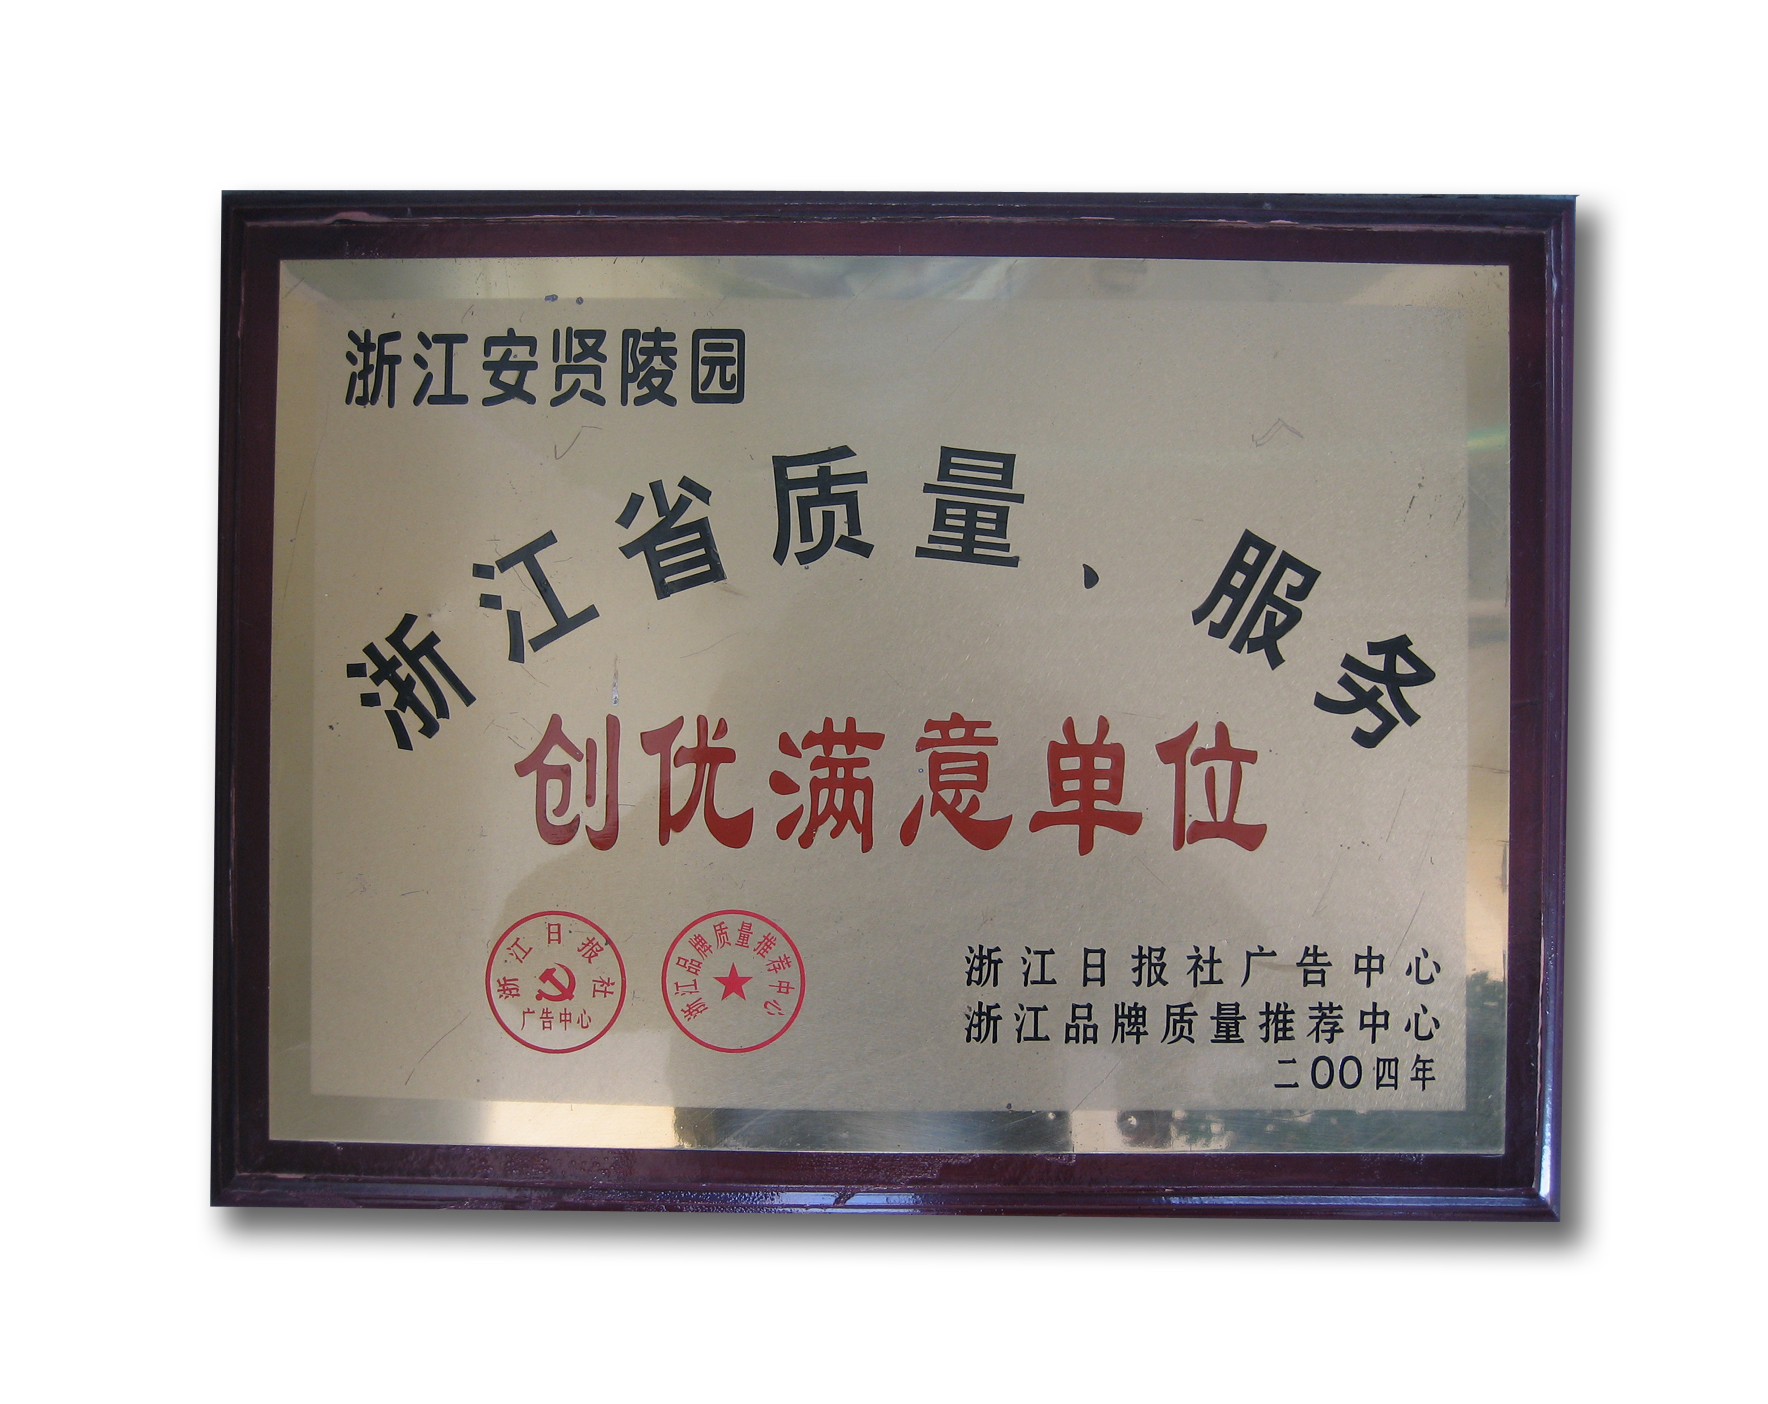 浙江安贤陵园
浙江省质量、服务
创优满意单位
浙江日报社
广告中心
浙江品牌质量推荐中心
浙江日报社广告中心
浙江品牌质量推荐中心
二00四年